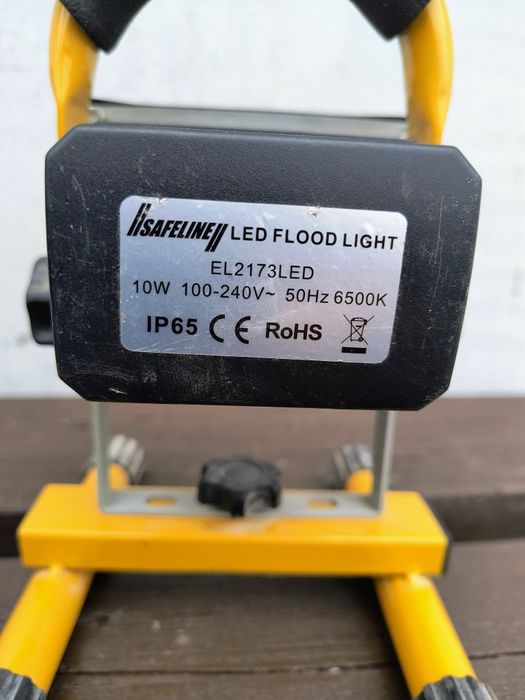 SAFELINE LED FLOOD LIGHT
EL2173LED
10W 100-240V~ 50Hz 6500K
IP65 CE RoHS